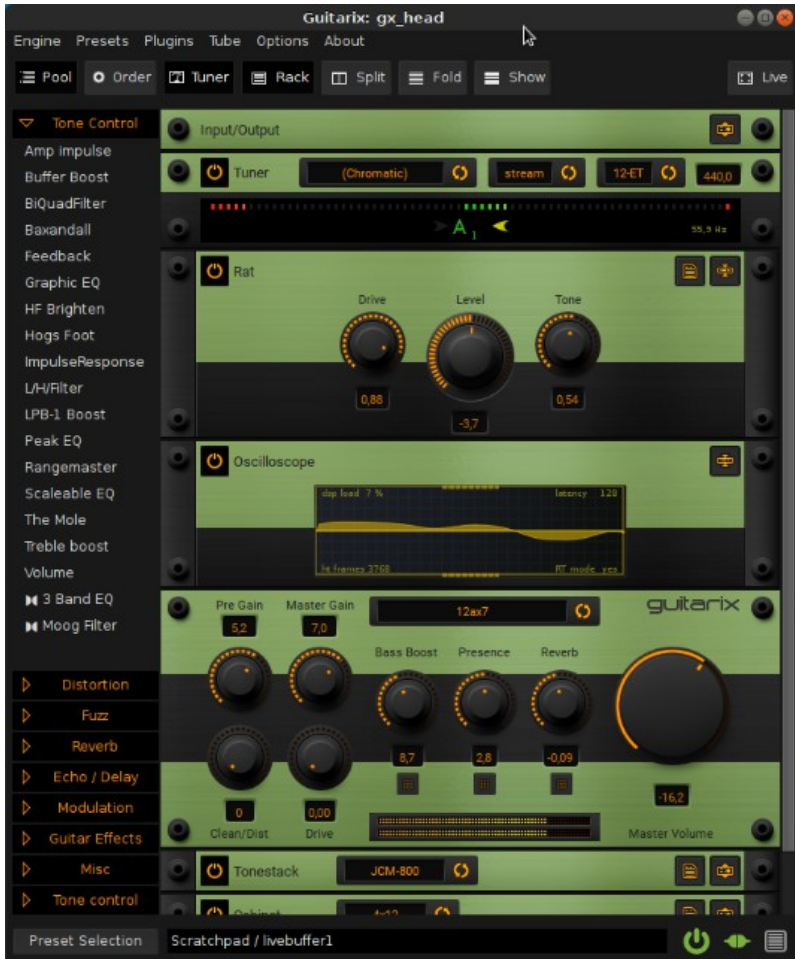 Guitarix: gx_head
Engine Presets Plugins Tube Options About
Pool Order Tuner Rack Split Fold Show Live
Tone Control
Amp impulse
Buffer Boost
BiQuadFilter
Baxandall
Feedback
Graphic EQ
HF Brighten
Hogs Foot
ImpulseResponse
L/H/Filter
LPB-1 Boost
Peak EQ
Rangemaster
Scaleable EQ
The Mole
Treble boost
Volume
3 Band EQ
Moog Filter
Distortion
Fuzz
Reverb
Echo / Delay
Modulation
Guitar Effects
Misc
Tone control
Input/Output
Tuner (Chromatic) stream 12-ET 440,0
A 1 55,9 Hz
Rat
Drive Level Tone
0,88 -3,7 0,54
Oscilloscope
dsp load 7 % latency 128
ht frames 3768 RT mode yes
Pre Gain Master Gain 12ax7 guitarix
5,2 7,0
Bass Boost Presence Reverb
8,7 2,8 -0,09
-16,2
0 0,00
Clean/Dist Drive Master Volume
Tonestack JCM-800
Cabinet 4x12
Preset Selection Scratchpad / livebuffer1